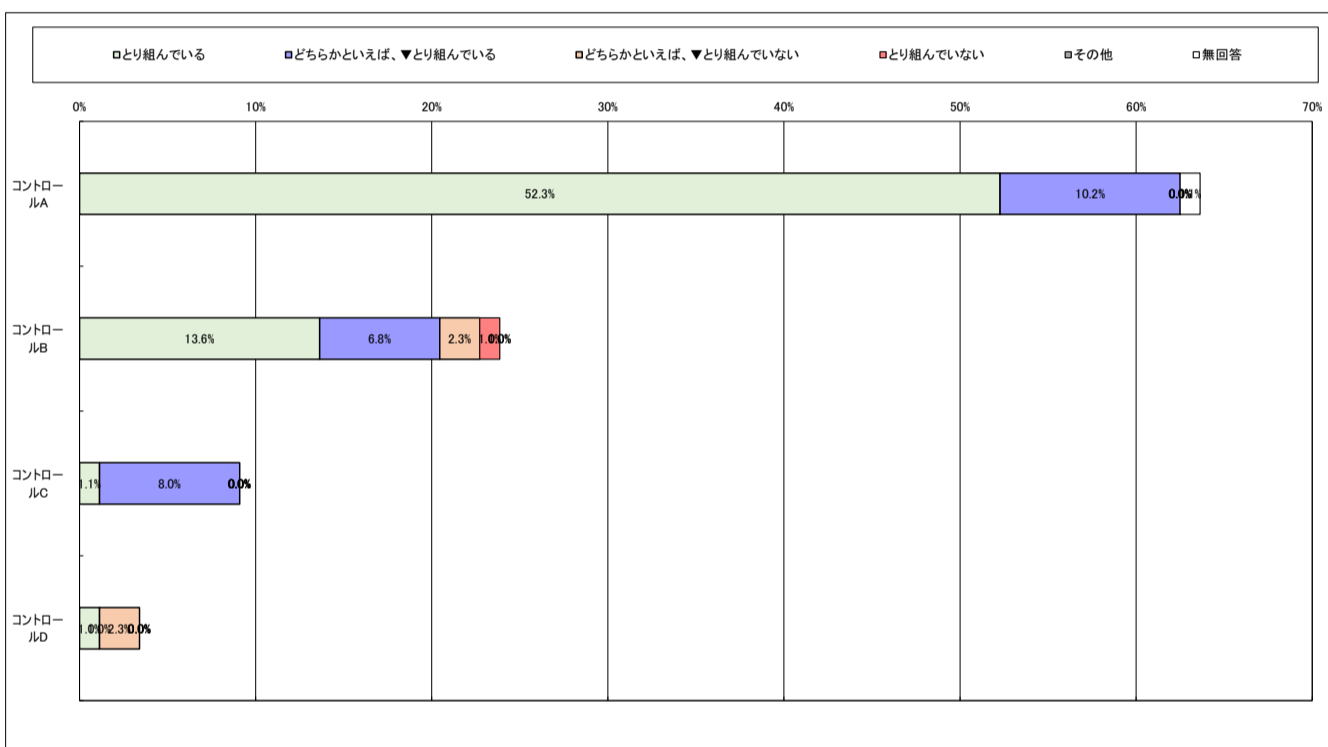 とり組んでいる どちらかといえば、▼とり組んでいる どちらかといえば、▼とり組んでいない とり組んでいない その他 無回答
0% 10% 20% 30% 40% 50% 60% 70%
コントロー
ルA
52.3% 10.2% 0.0%
コントロー
ルB
13.6% 6.8% 2.3% 0.0%
コントロー
ルC
1.1% 8.0% 0.0%
コントロー
ルD
2.3% 0.0%